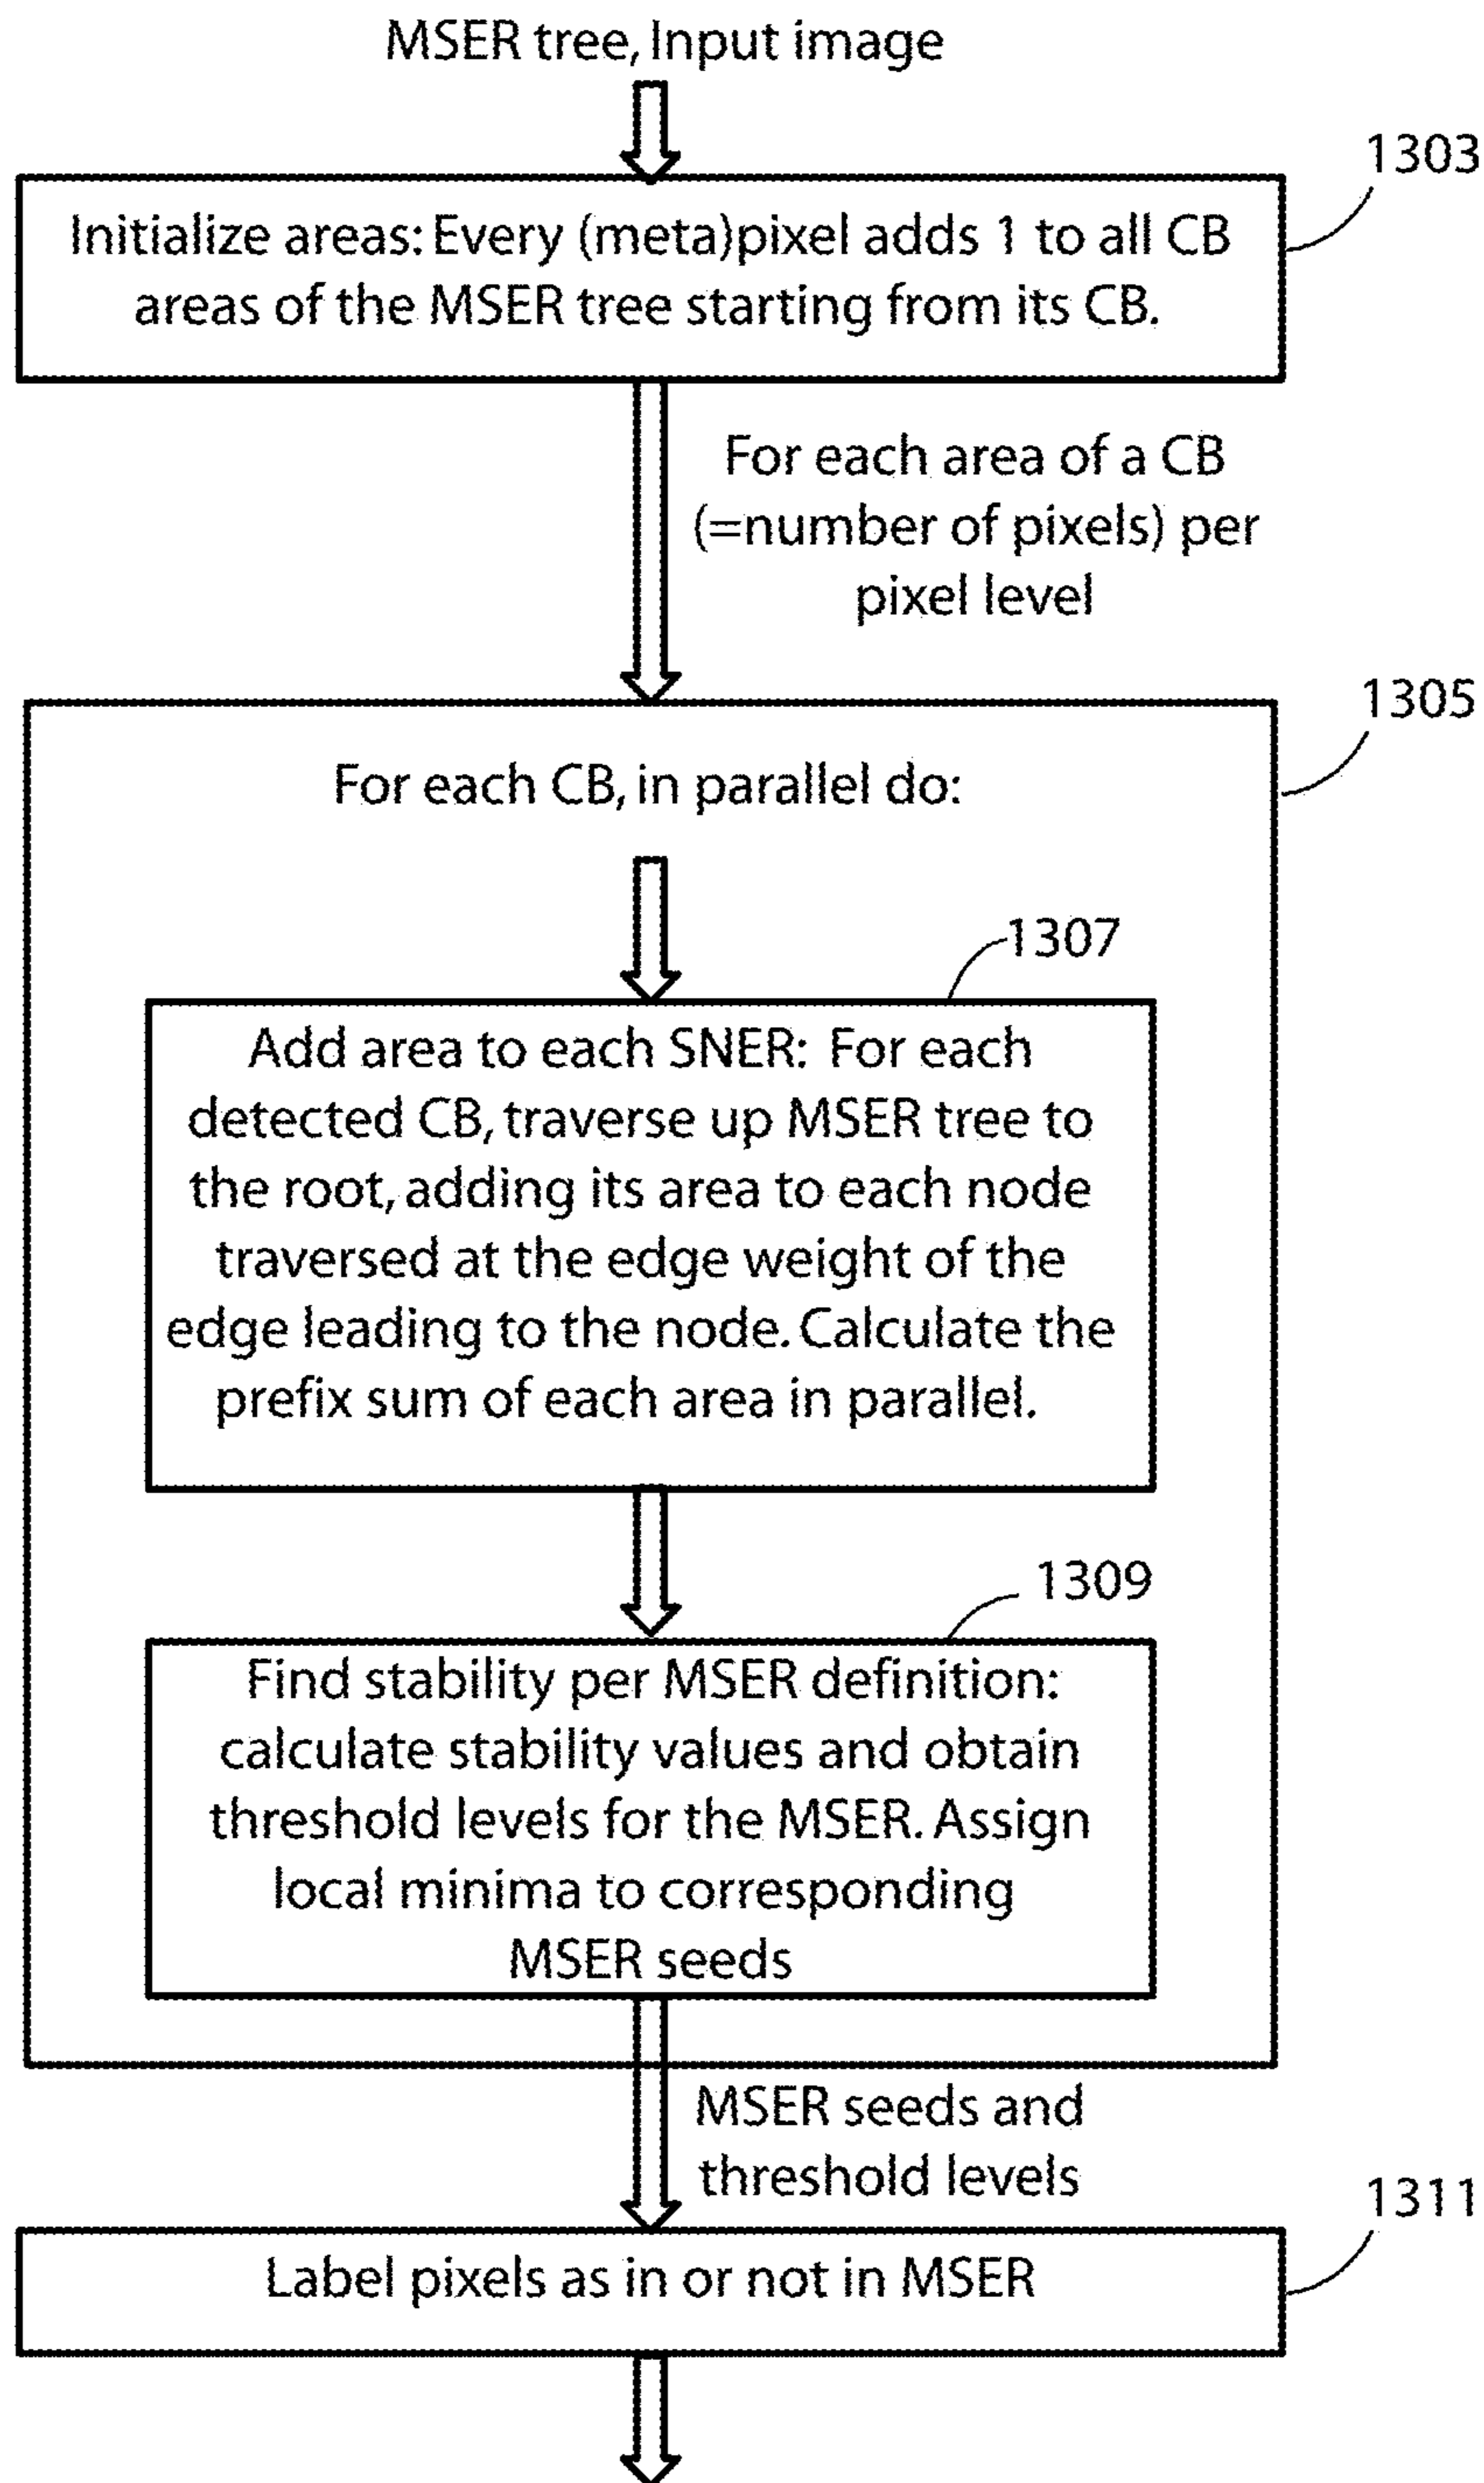 MSER tree, Input image
1303
Initialize areas: Every (meta)pixel adds 1 to all CB
areas of the MSER tree starting from its CB.
For each area of a CB
(=number of pixels) per
pixel level
1305
For each CB, in parallel do:
1307
Add area to each SNER: For each
detected CB, traverse up MSER tree to
the root, adding its area to each node
traversed at the edge weight of the
edge leading to the node. Calculate the
prefix sum of each area in parallel.
1309
Find stability per MSER definition:
calculate stability values and obtain
threshold levels for the MSER. Assign
local minima to corresponding
MSER seeds
MSER seeds and
threshold levels
1311
Label pixels as in or not in MSER